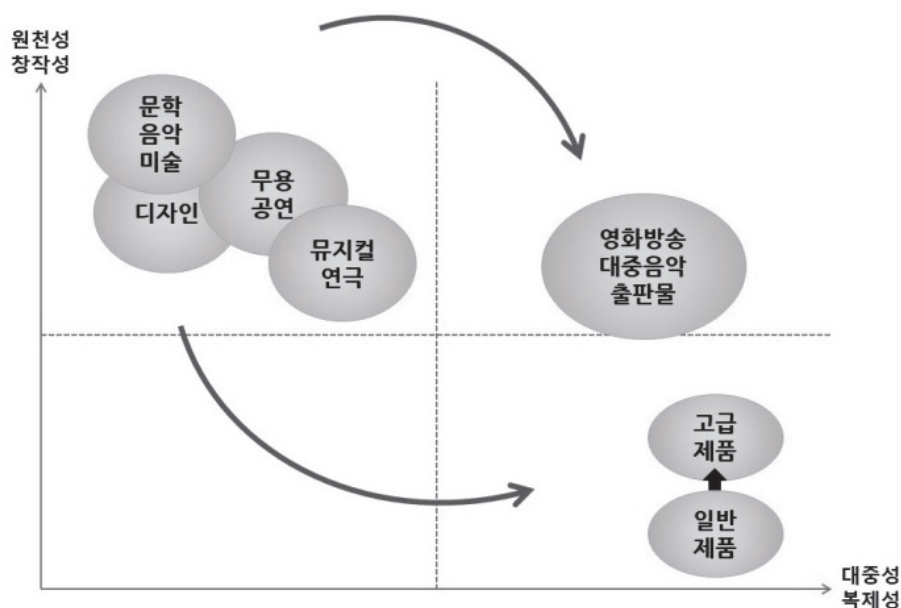 원천성
창작성
문학
음악
미술
디자인
무용
공연
뮤지컬
연극
영화방송
대중음악
출판물
고급
제품
일반
제품
대중성
복제성